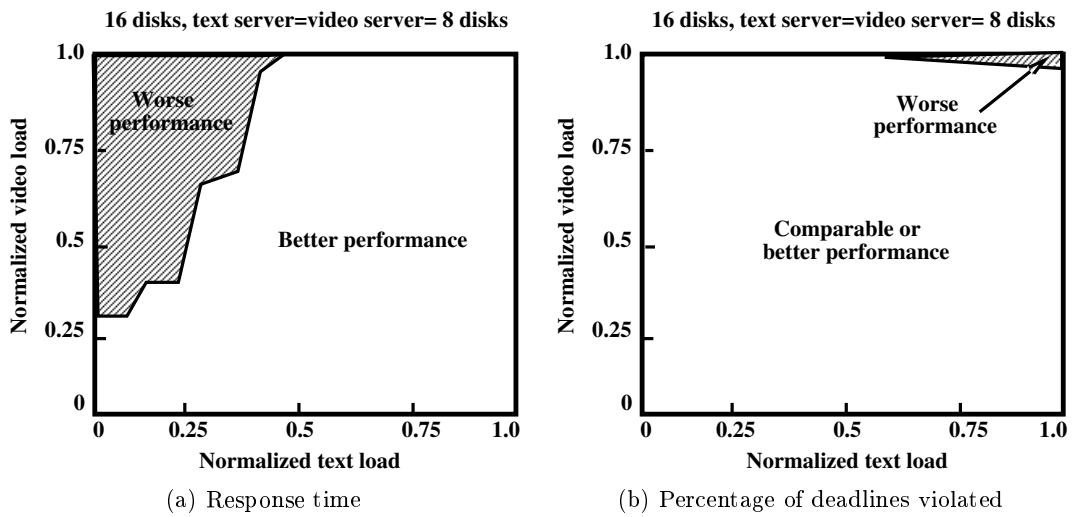 16 disks, text server=video server= 8 disks
1.0
0.75
0.5
0.25
0
Normalized video load
Worse
performance
Better performance
0
0.25
0.5
0.75
1.0
Normalized text load
(a) Response time
16 disks, text server=video server= 8 disks
1.0
0.75
0.5
0.25
0
Normalized video load
Worse
performance
Comparable or
better performance
0
0.25
0.5
0.75
1.0
Normalized text load
(b) Percentage of deadlines violated